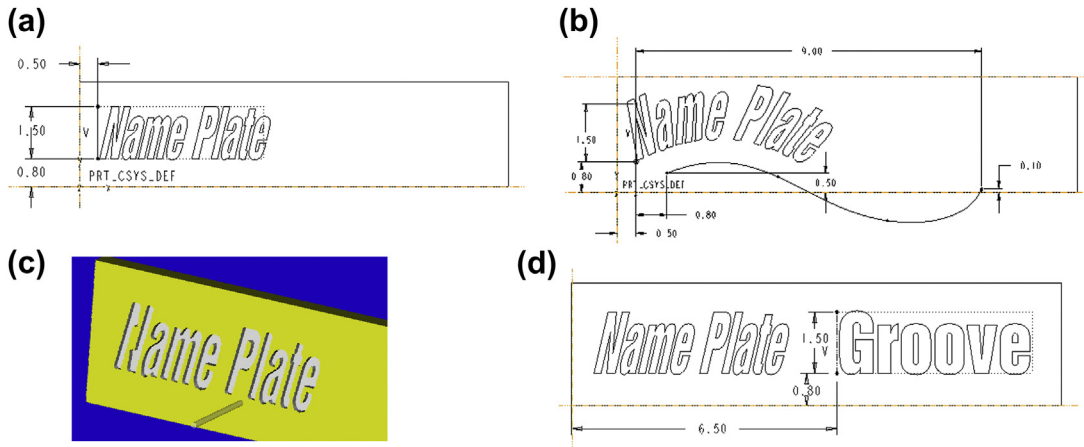 (a)
0.50
1.50
V
Name Plate
0.80
PRT_CSYS_DEF
(b)
9.00
Name Plate
1.50
V
0.80
PRT_CSYS_DEF
0.50
0.10
0.80
0.50
(c)
Name Plate
(d)
Name Plate
1.50
V
Groove
0.80
6.50